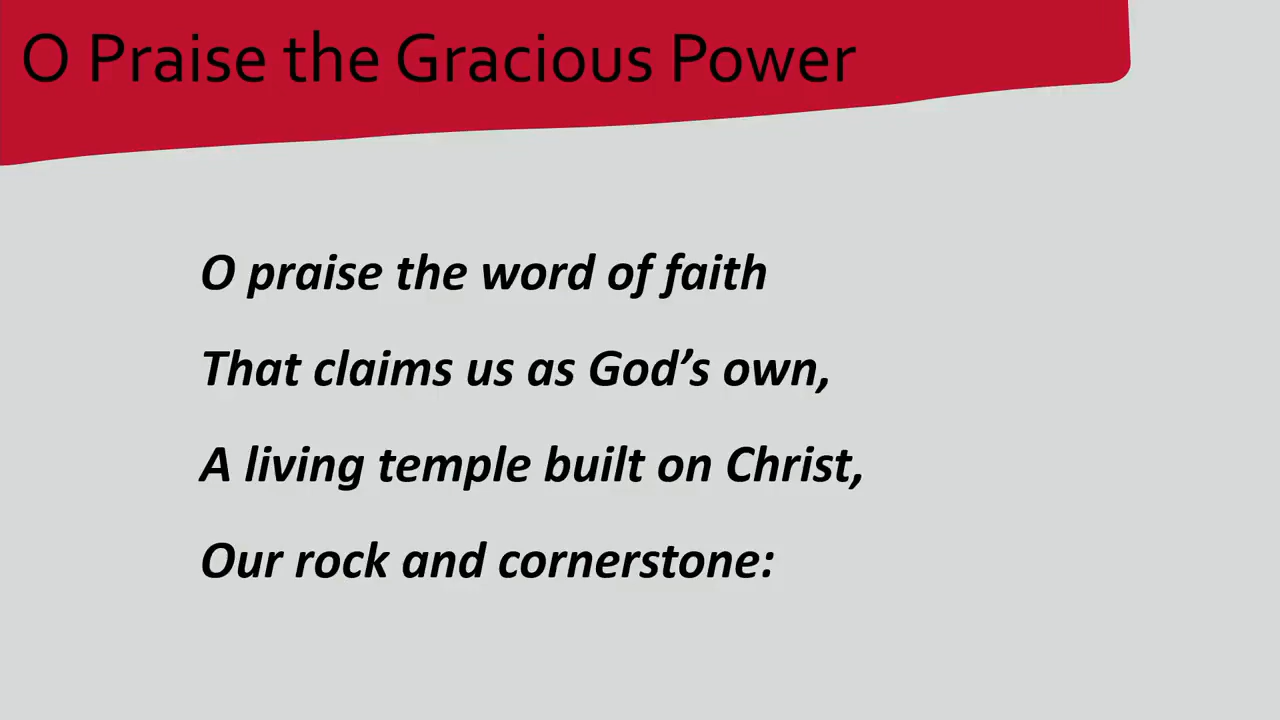 O Praise the Gracious Power
O praise the word of faith
That claims us as God’s own,
A living temple built on Christ,
Our rock and cornerstone: